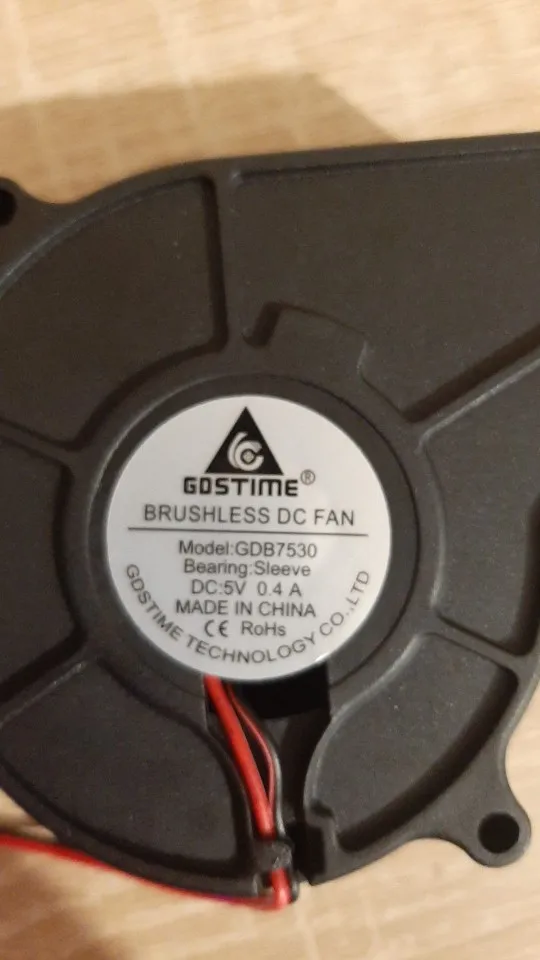 GDSTIME®
BRUSHLESS DC FAN
Model:GDB7530
Bearing:Sleeve
DC:5V 0.4 A
MADE IN CHINA
CE RoHs
GDSTIME TECHNOLOGY CO.,LTD